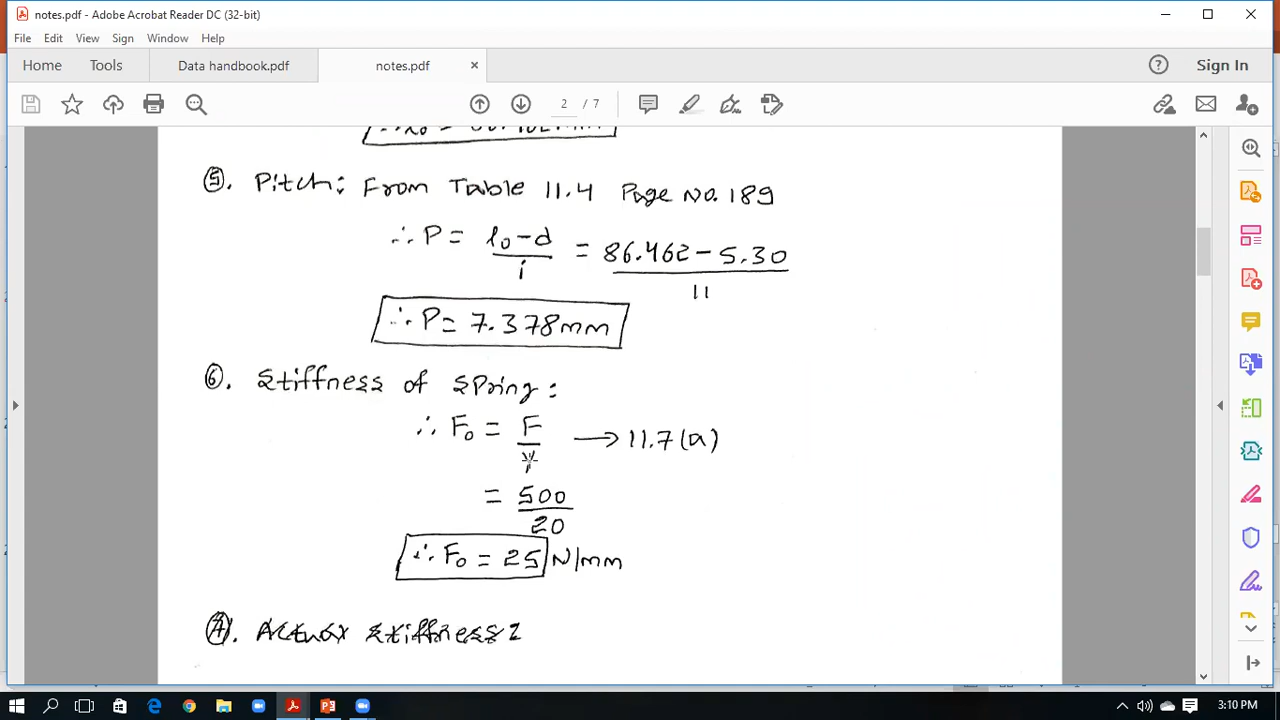 notes.pdf - Adobe Acrobat Reader DC (32-bit)
File Edit View Sign Window Help
Home Tools Data handbook.pdf notes.pdf × Sign In
2 / 7
⑤. Pitch: From Table 11.4 Page No. 189
∴ P = l₀-d / i = 86.462 - 5.30 / 11
∴ P = 7.378mm
⑥. Stiffness of Spring:
∴ F₀ = F / y → 11.7(a)
= 500 / 20
∴ F₀ = 25 N/mm
⑦. Actual stiffness:
3:10 PM